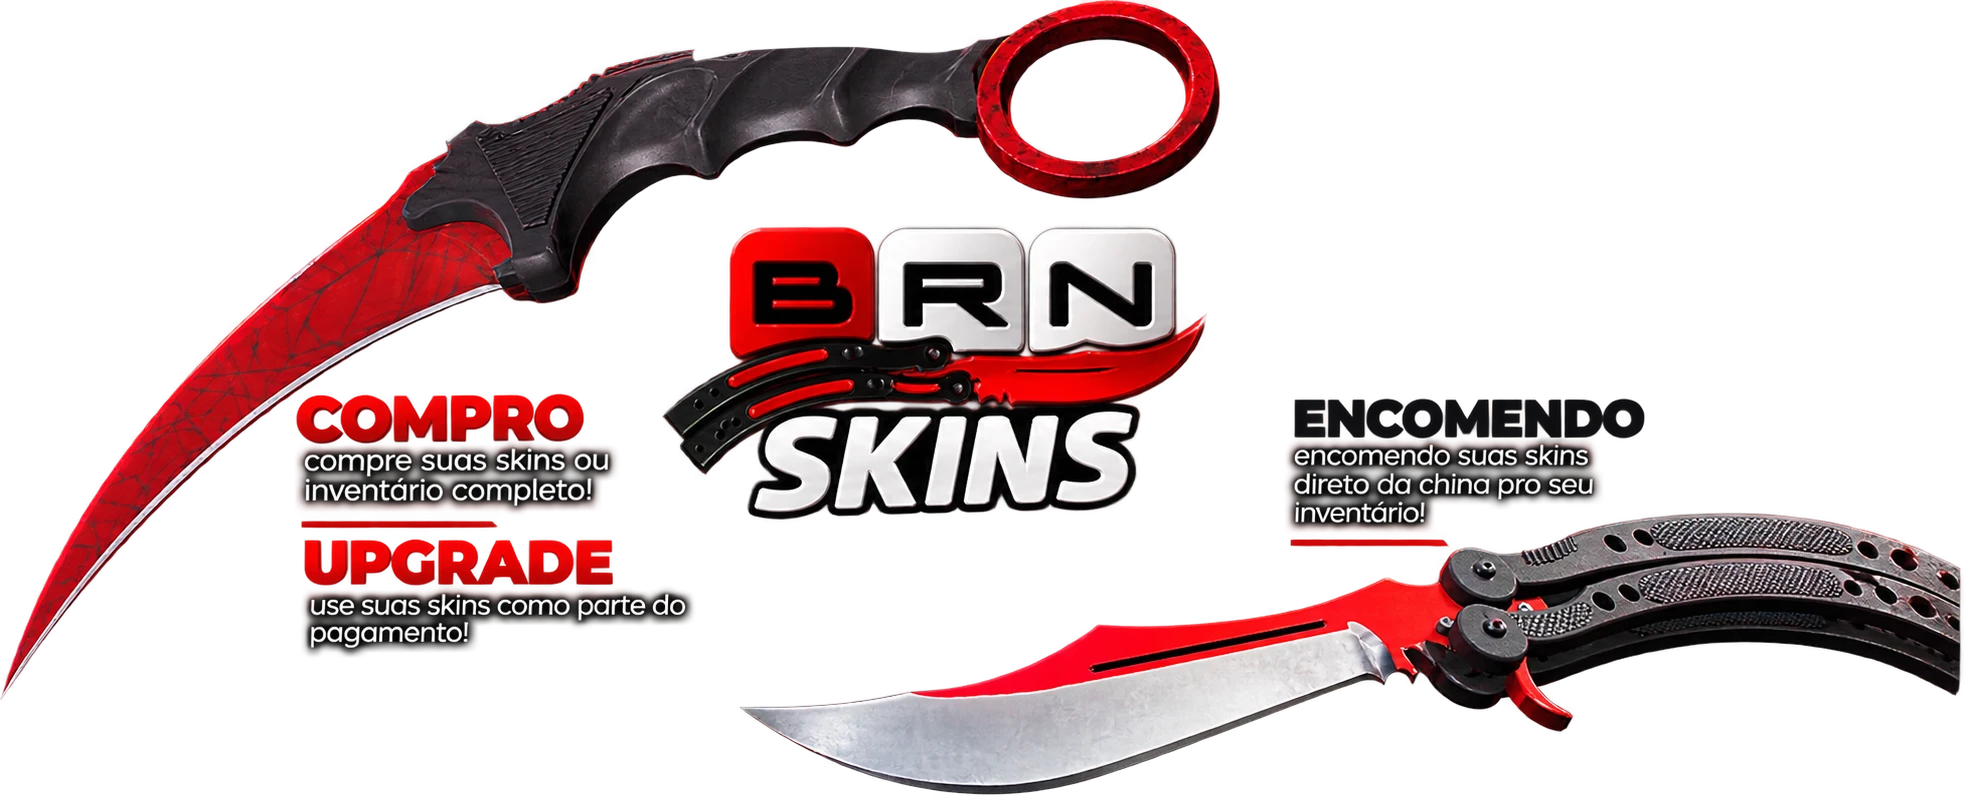 BRN
SKINS
COMPRO
compre suas skins ou
inventário completo!
UPGRADE
use suas skins como parte do
pagamento!
ENCOMENDO
encomendo suas skins
direto da china pro seu
inventário!